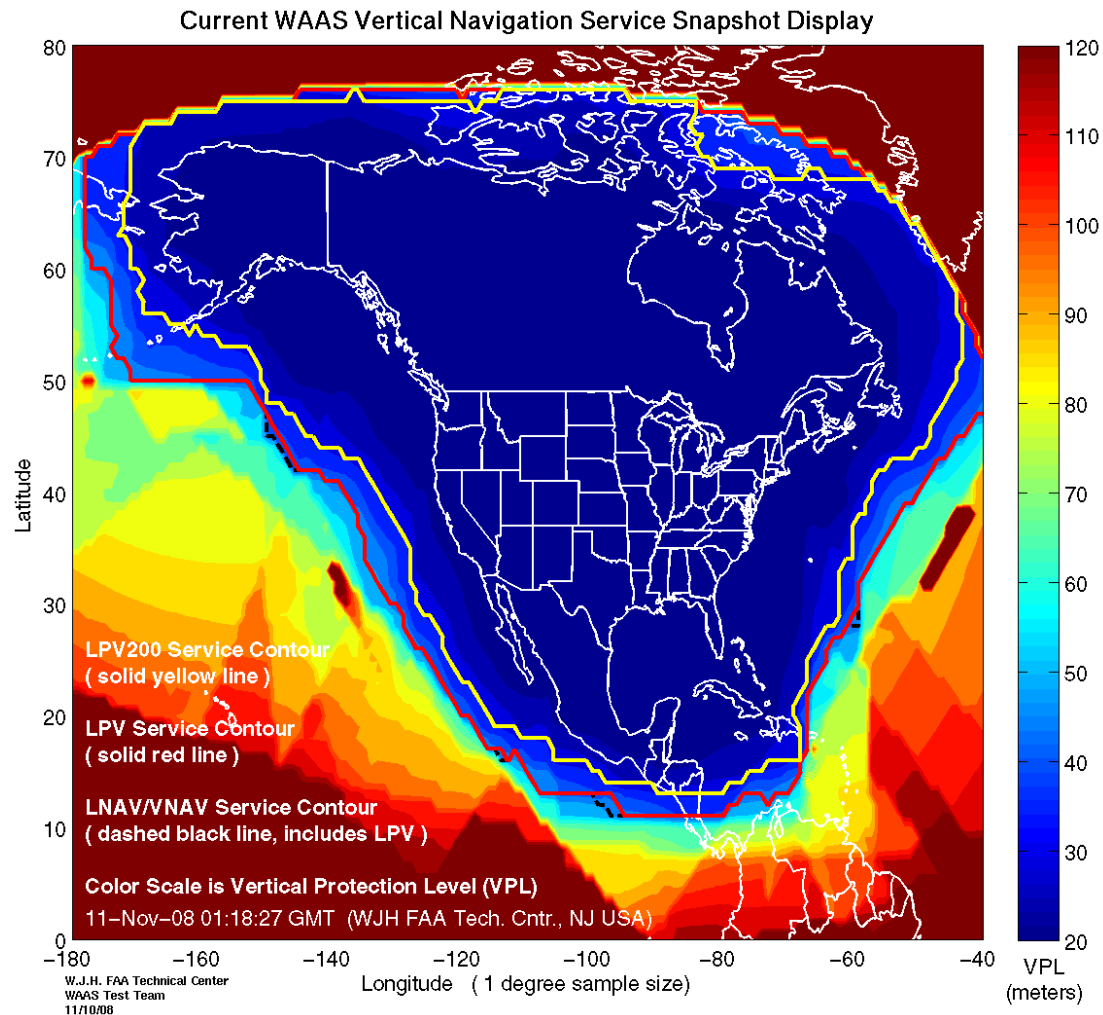 Current WAAS Vertical Navigation Service Snapshot Display
80
70
60
50
40
30
20
10
0
Latitude
LPV200 Service Contour
( solid yellow line )
LPV Service Contour
( solid red line )
LNAV/VNAV Service Contour
( dashed black line, includes LPV )
Color Scale is Vertical Protection Level (VPL)
11−Nov−08 01:18:27 GMT (WJH FAA Tech. Cntr., NJ USA)
−180 −160 −140 −120 −100 −80 −60 −40
Longitude ( 1 degree sample size)
W.J.H. FAA Technical Center
WAAS Test Team
11/10/08
120
110
100
90
80
70
60
50
40
30
20
VPL
(meters)